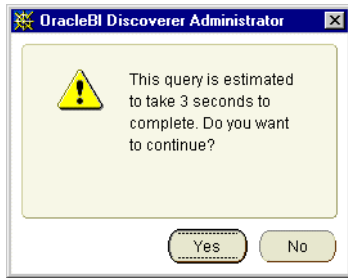 OracleBI Discoverer Administrator
This query is estimated
to take 3 seconds to
complete. Do you want
to continue?
Yes No